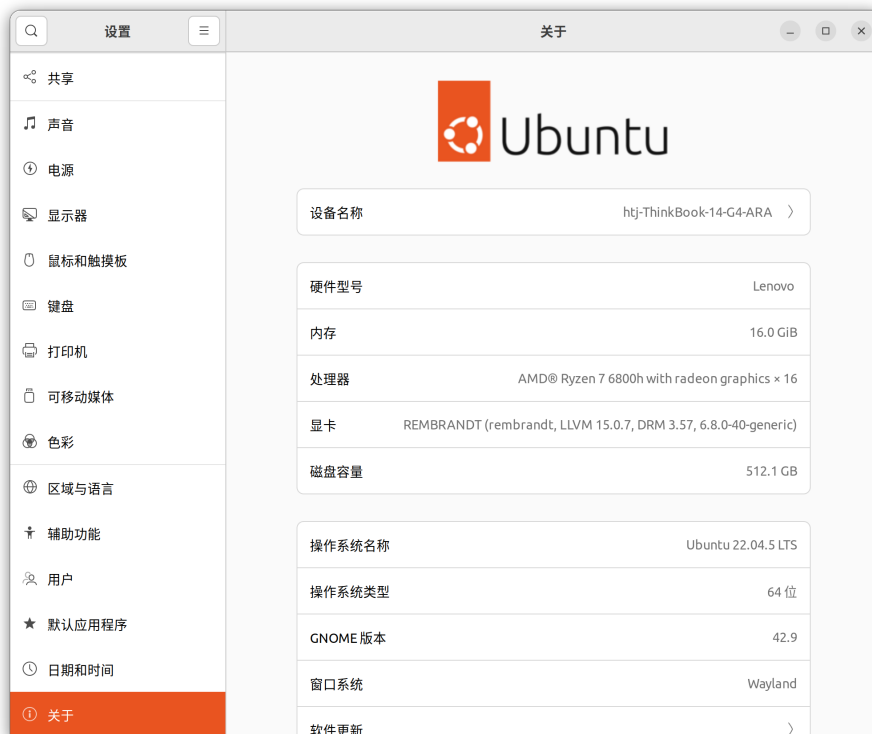 设置
关于
共享
声音
电源
显示器
鼠标和触摸板
键盘
打印机
可移动媒体
色彩
区域与语言
辅助功能
用户
默认应用程序
日期和时间
关于
Ubuntu
设备名称 htj-ThinkBook-14-G4-ARA
硬件型号 Lenovo
内存 16.0 GiB
处理器 AMD® Ryzen 7 6800h with radeon graphics × 16
显卡 REMBRANDT (rembrandt, LLVM 15.0.7, DRM 3.57, 6.8.0-40-generic)
磁盘容量 512.1 GB
操作系统名称 Ubuntu 22.04.5 LTS
操作系统类型 64 位
GNOME 版本 42.9
窗口系统 Wayland
软件更新